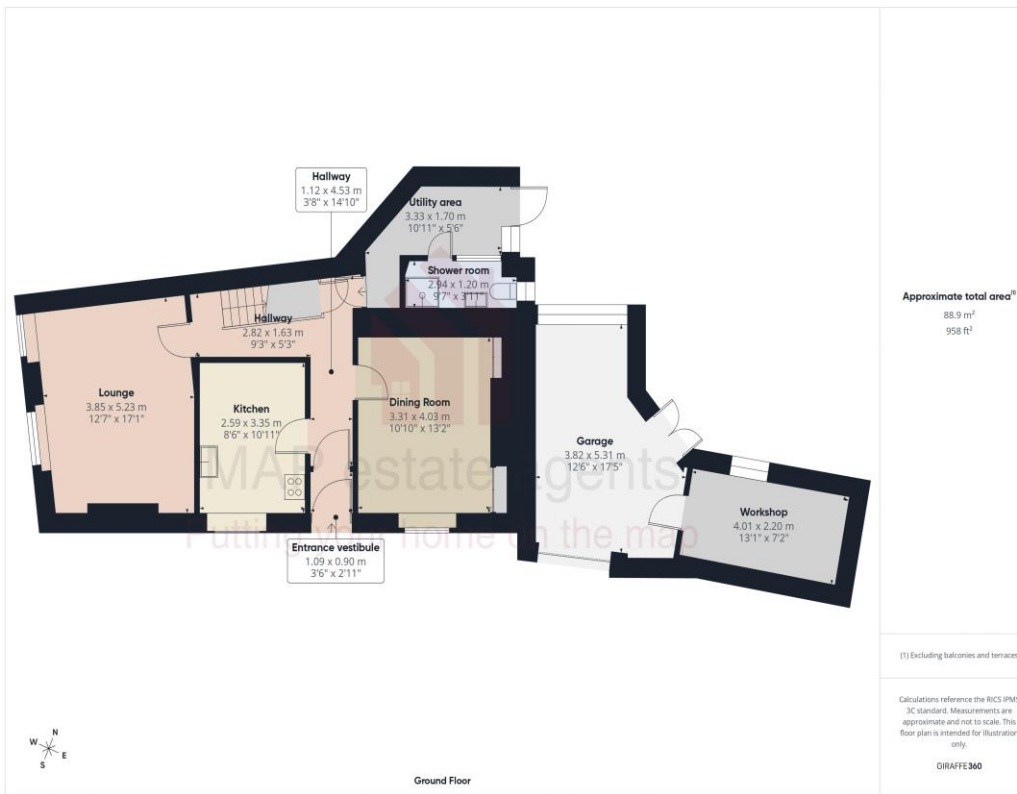 Hallway
1.12 x 4.53 m
3'8" x 14'10"
Utility area
3.33 x 1.70 m
10'11" x 5'6"
Shower room
2.94 x 1.20 m
9'7" x 3'11"
Hallway
2.82 x 1.63 m
9'3" x 5'3"
Lounge
3.85 x 5.23 m
12'7" x 17'1"
Kitchen
2.59 x 3.35 m
8'6" x 10'11"
Dining Room
3.31 x 4.03 m
10'10" x 13'2"
Garage
3.82 x 5.31 m
12'6" x 17'5"
Workshop
4.01 x 2.20 m
13'1" x 7'2"
Entrance vestibule
1.09 x 0.90 m
3'6" x 2'11"
MAP estate agents
Putting your home on the map
N
W
E
S
Ground Floor
Approximate total area(1)
88.9 m²
958 ft²
(1) Excluding balconies and terraces
Calculations reference the RICS IPMS
3C standard. Measurements are
approximate and not to scale. This
floor plan is intended for illustration
only.
GIRAFFE360